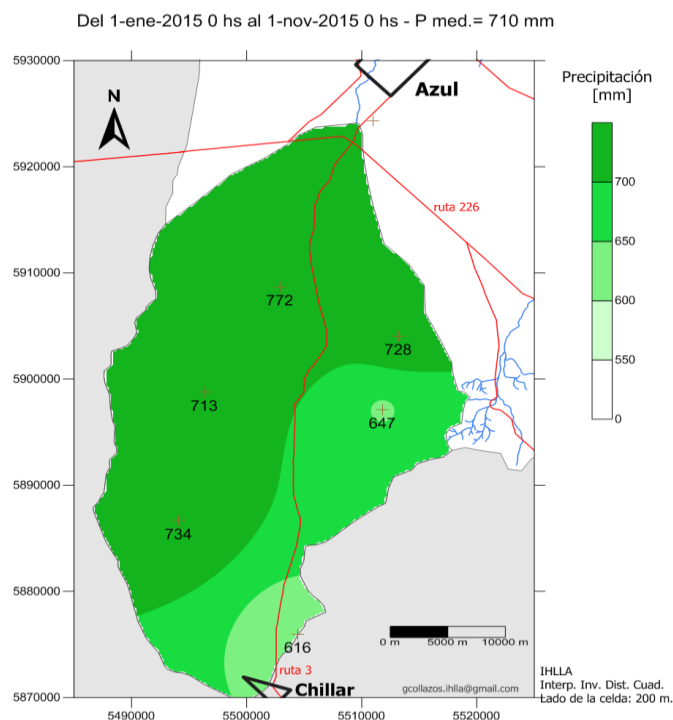 Del 1-ene-2015 0 hs al 1-nov-2015 0 hs - P med.= 710 mm
5930000
5920000
5910000
5900000
5890000
5880000
5870000
N
Azul
ruta 226
772
728
713
647
734
616
ruta 3
Chillar
0 m 5000 m 10000 m
gcollazos.ihlla@gmail.com
5490000 5500000 5510000 5520000
Precipitación
[mm]
700
650
600
550
0
IHLLA
Interp. Inv. Dist. Cuad.
Lado de la celda: 200 m.